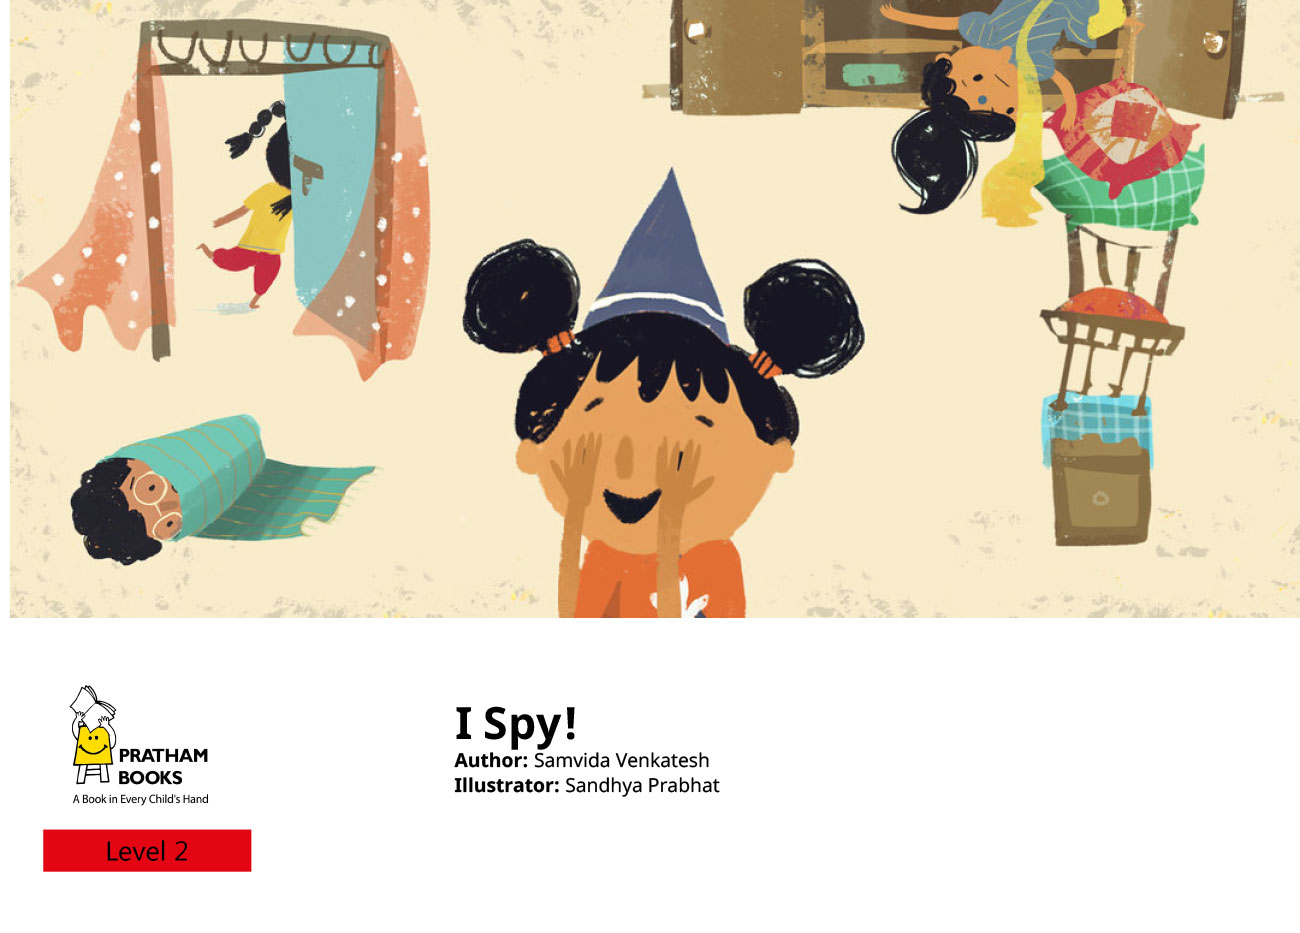 I Spy!
Author: Samvida Venkatesh
Illustrator: Sandhya Prabhat
PRATHAM
BOOKS
A Book in Every Child's Hand
Level 2